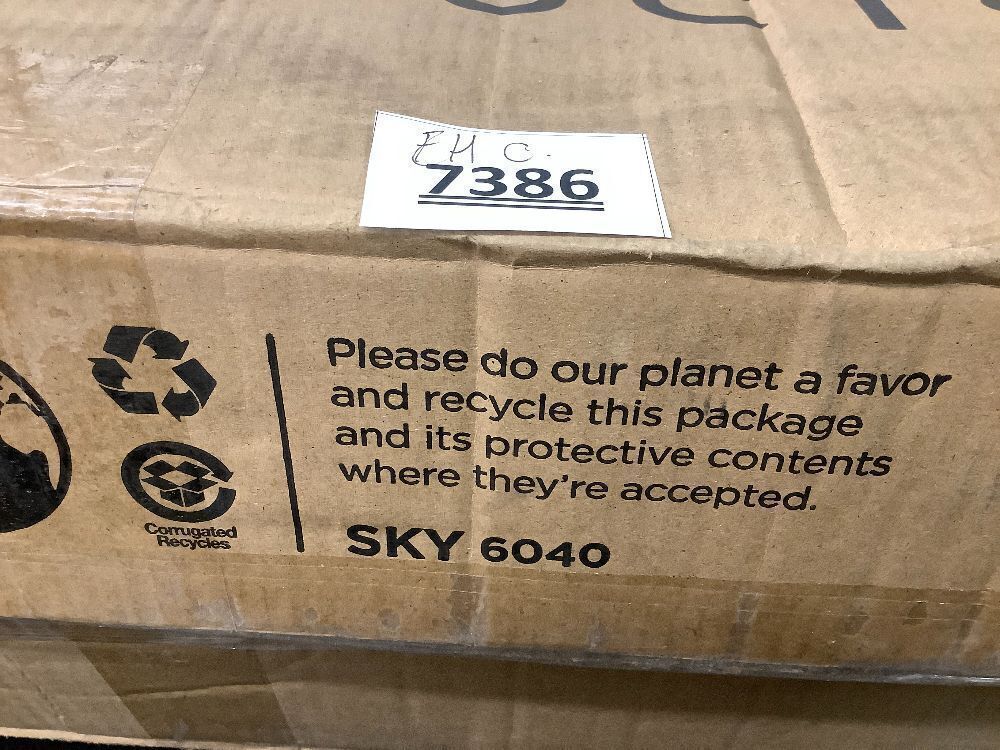 EH C.
7386
Please do our planet a favor
and recycle this package
and its protective contents
where they're accepted.
SKY 6040
Corrugated
Recycles